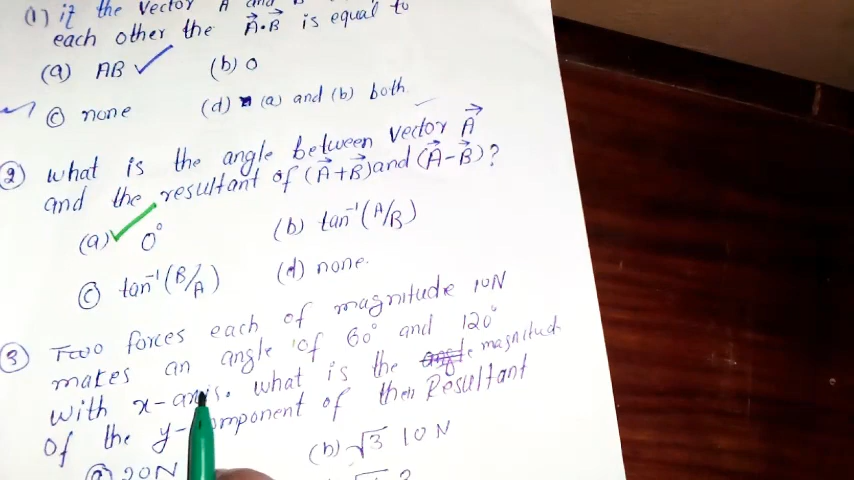 (1) if the vector A and
each other the A⃗·B⃗ is equal to
(a) AB ✓ (b) 0
(c) none (d) (a) and (b) both.
(2) what is the angle between vector A⃗
and the resultant of (A⃗+B⃗) and (A⃗-B⃗)?
(a) ✓ 0° (b) tan⁻¹(A/B)
(c) tan⁻¹(B/A) (d) none.
(3) Two forces each of magnitude 10N
makes an angle of 60° and 120°
with x-axis. what is the magnitude
of the y-component of the Resultant
(a) 20N (b) √3 10N